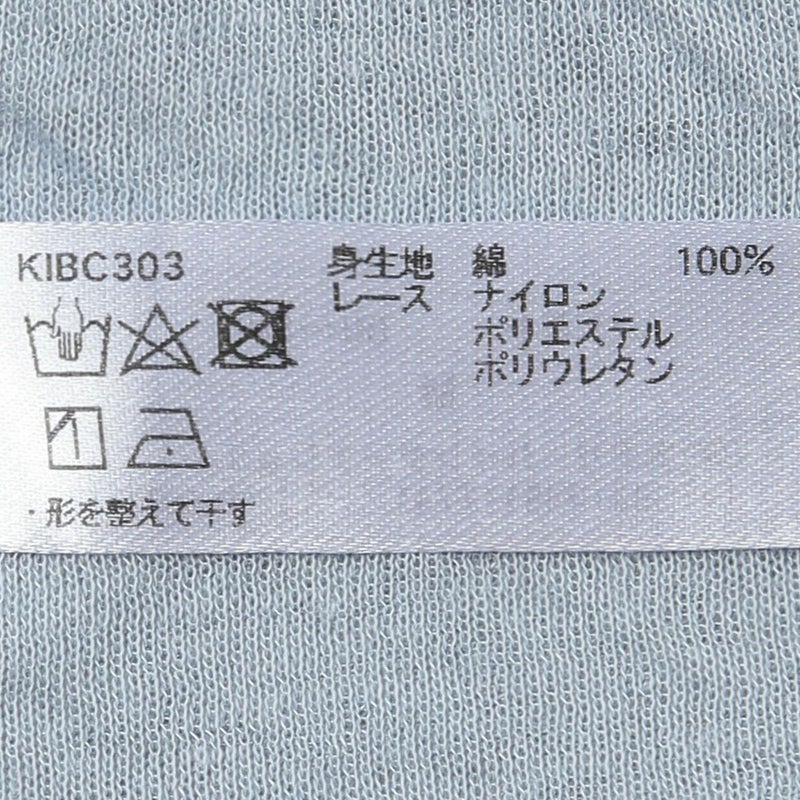 KIBC303
身生地 綿 100%
レース ナイロン
ポリエステル
ポリウレタン
・形を整えて干す